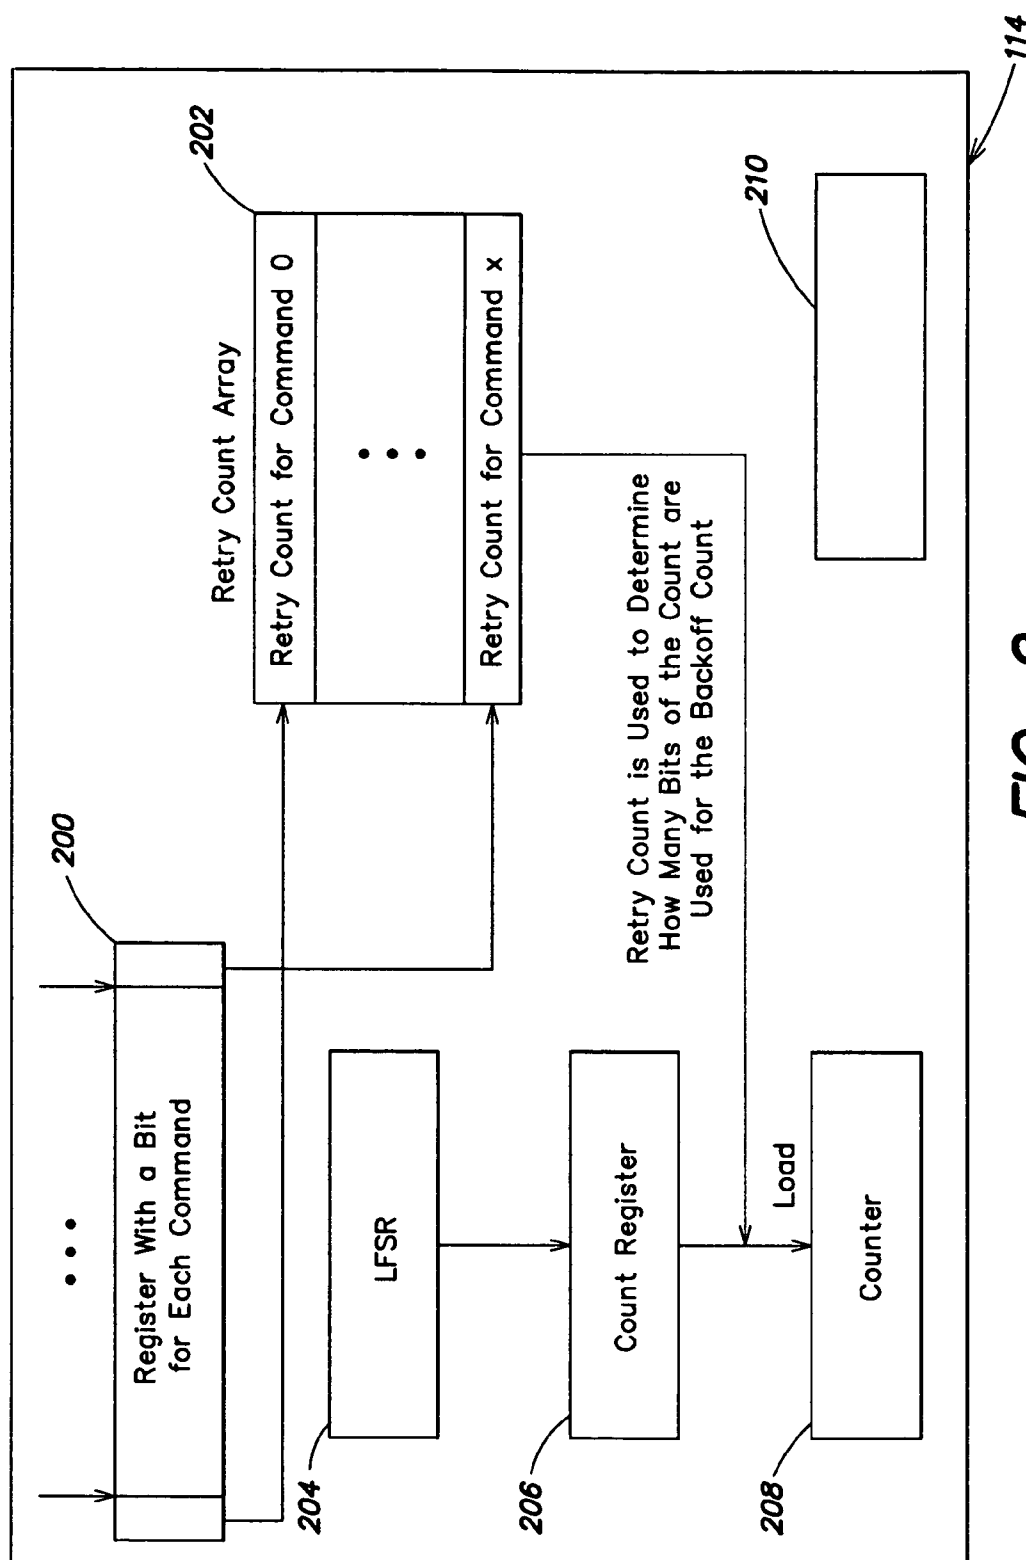 200
Register With a Bit
for Each Command
202
Retry Count Array
Retry Count for Command 0
Retry Count for Command x
204
LFSR
206
Count Register
Retry Count is Used to Determine
How Many Bits of the Count are
Used for the Backoff Count
Load
208
Counter
210
114
FIG.